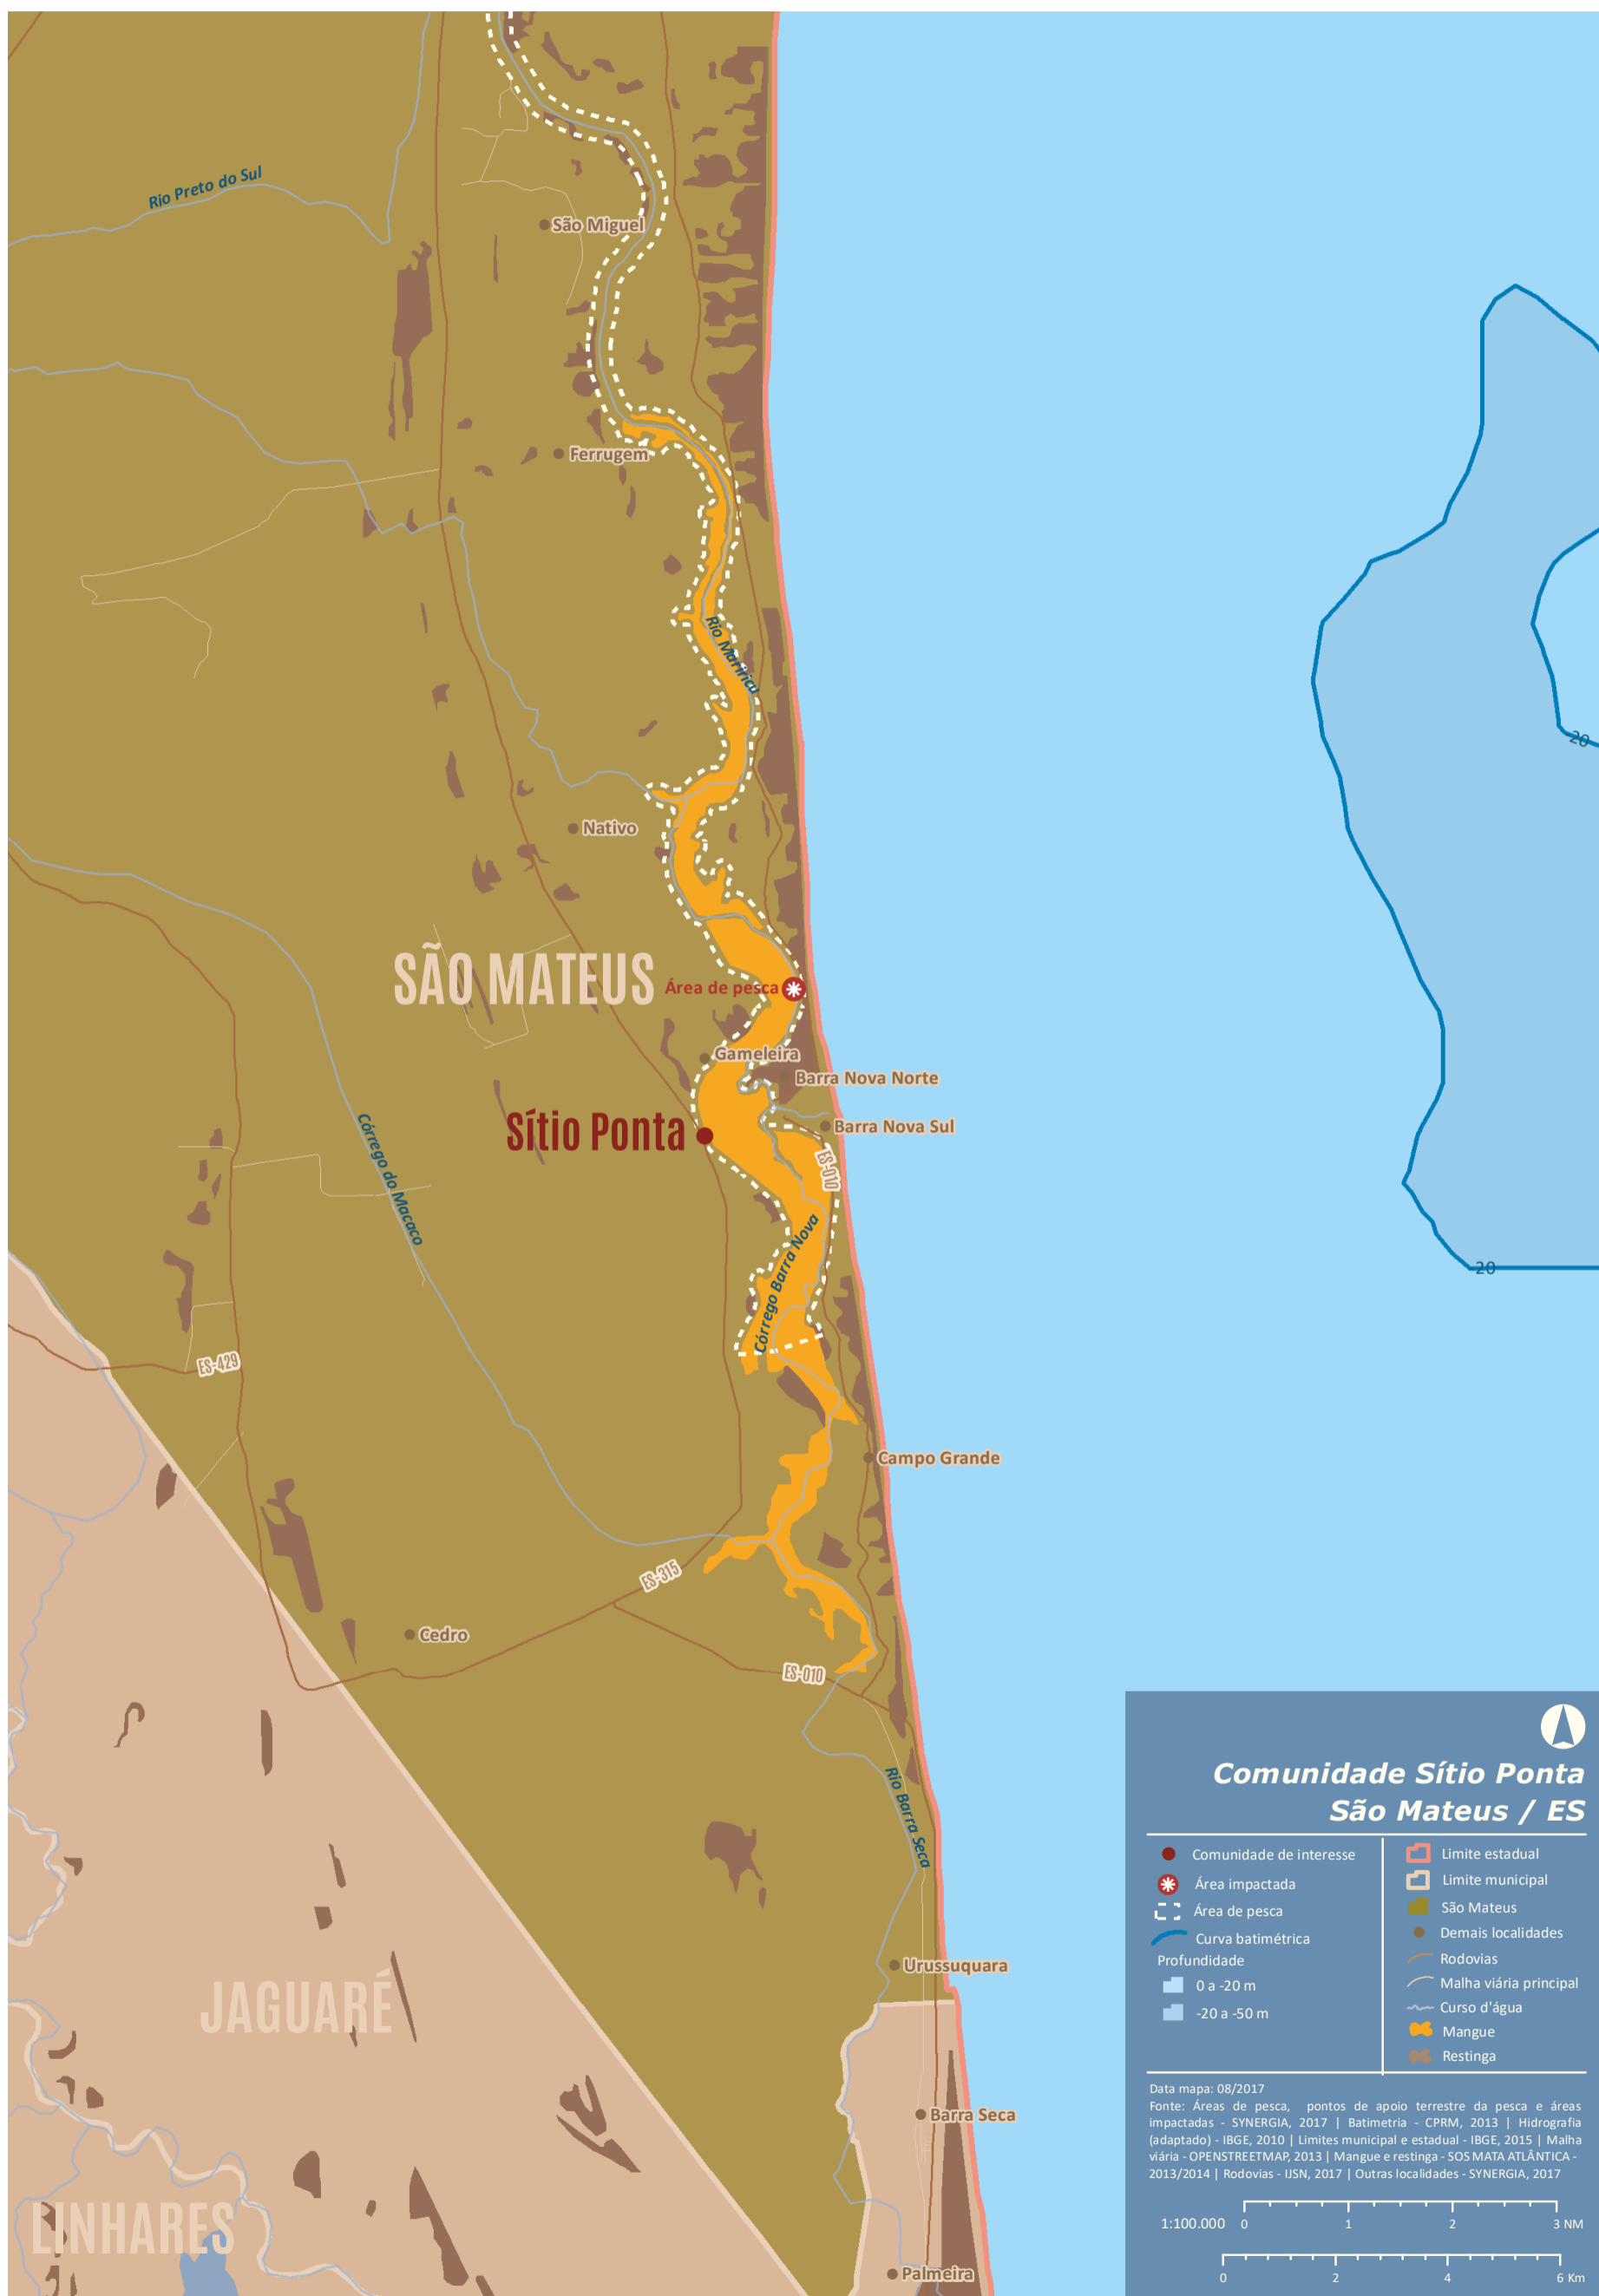 Rio Preto do Sul
São Miguel
Ferrugem
Rio Mariricu
20
Nativo
SÃO MATEUS
Área de pesca
Gameleira
Barra Nova Norte
Sítio Ponta
Barra Nova Sul
ES-010
Córrego do Macaco
Córrego Barra Nova
20
ES-429
Campo Grande
ES-315
Cedro
ES-010
Rio Barra Seca
Urussuquara
JAGUARÉ
Barra Seca
LINHARES
Palmeira
Comunidade Sítio Ponta
São Mateus / ES
Comunidade de interesse
Área impactada
Área de pesca
Curva batimétrica
Profundidade
0 a -20 m
-20 a -50 m
Limite estadual
Limite municipal
São Mateus
Demais localidades
Rodovias
Malha viária principal
Curso d'água
Mangue
Restinga
Data mapa: 08/2017
Fonte: Áreas de pesca, pontos de apoio terrestre da pesca e áreas
impactadas - SYNERGIA, 2017 | Batimetria - CPRM, 2013 | Hidrografia
(adaptado) - IBGE, 2010 | Limites municipal e estadual - IBGE, 2015 | Malha
viária - OPENSTREETMAP, 2013 | Mangue e restinga - SOS MATA ATLÂNTICA -
2013/2014 | Rodovias - IJSN, 2017 | Outras localidades - SYNERGIA, 2017
1:100.000 0 1 2 3 NM
0 2 4 6 Km